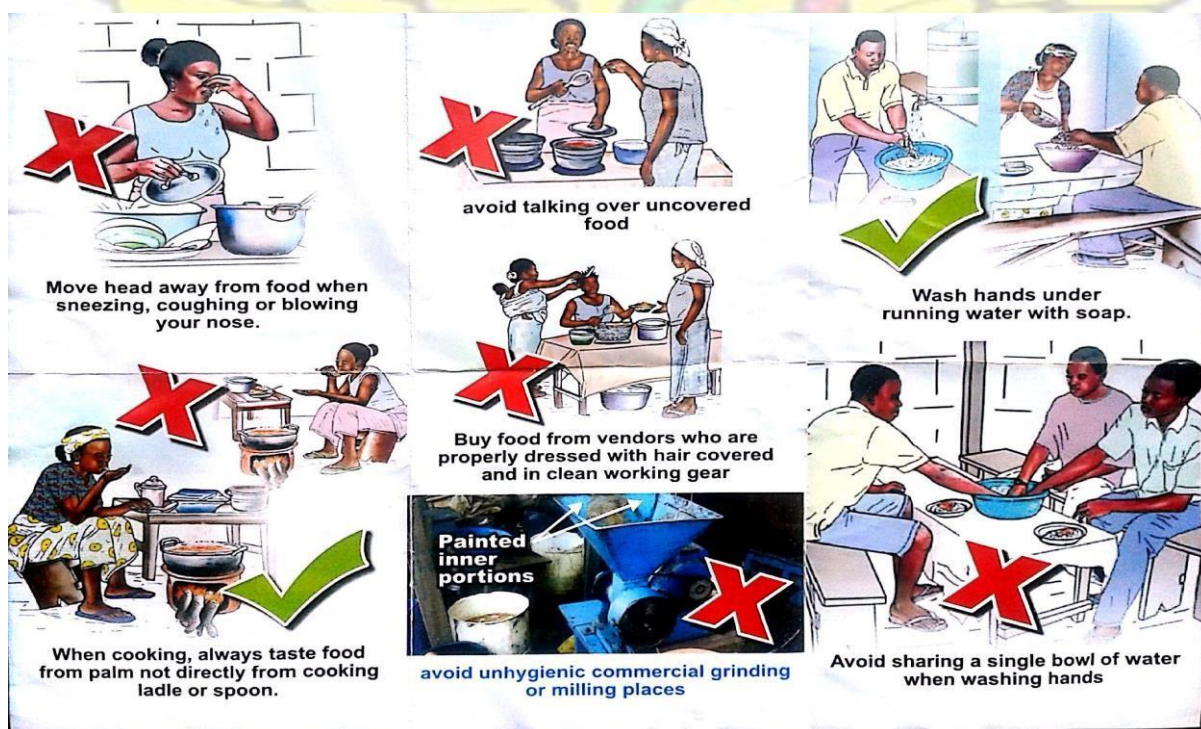 Move head away from food when
sneezing, coughing or blowing
your nose.
When cooking, always taste food
from palm not directly from cooking
ladle or spoon.
avoid talking over uncovered
food
Buy food from vendors who are
properly dressed with hair covered
and in clean working gear
Painted
inner
portions
avoid unhygienic commercial grinding
or milling places
Wash hands under
running water with soap.
Avoid sharing a single bowl of water
when washing hands